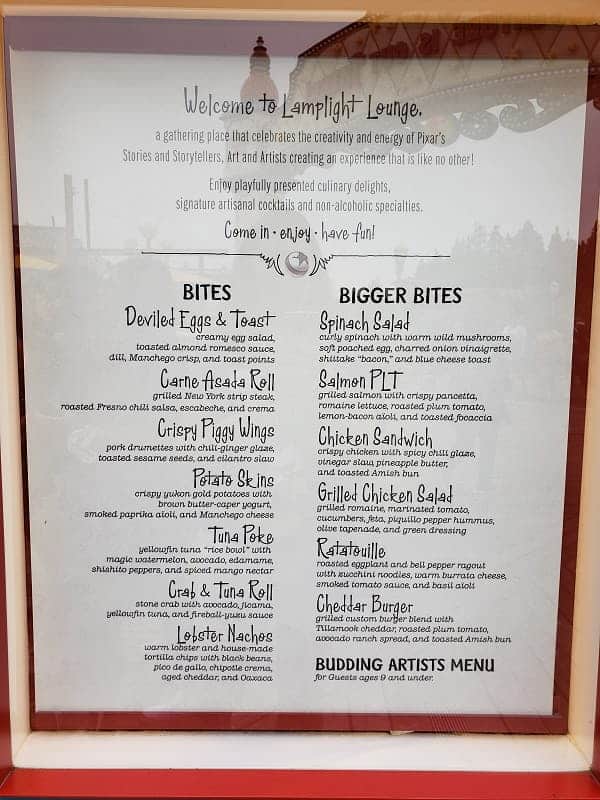 Welcome to Lamplight Lounge,
a gathering place that celebrates the creativity and energy of Pixar's
Stories and Storytellers, Art and Artists creating an experience that is like no other!
Enjoy playfully presented culinary delights,
signature artisanal cocktails and non-alcoholic specialties.
Come in • enjoy • have fun!
BITES
Deviled Eggs & Toast
creamy egg salad,
toasted almond romesco sauce,
dill, Manchego crisp, and toast points
Carne Asada Roll
grilled New York strip steak,
roasted Fresno chili salsa, escabeche, and crema
Crispy Piggy Wings
pork drumettes with chili-ginger glaze,
toasted sesame seeds, and cilantro slaw
Potato Skins
crispy yukon gold potatoes with
brown butter-caper yogurt,
smoked paprika aioli, and Manchego cheese
Tuna Poke
yellowfin tuna "rice bowl" with
magic watermelon, avocado, edamame,
shishito peppers, and spiced mango nectar
Crab & Tuna Roll
stone crab with avocado, jicama,
yellowfin tuna, and fireball-yuzu sauce
Lobster Nachos
warm lobster and house-made
tortilla chips with black beans,
pico de gallo, chipotle crema,
aged cheddar, and Oaxaca
BIGGER BITES
Spinach Salad
curly spinach with warm wild mushrooms,
soft poached egg, charred onion vinaigrette,
shiitake "bacon," and blue cheese toast
Salmon PLT
grilled salmon with crispy pancetta,
romaine lettuce, roasted plum tomato,
lemon-bacon aioli, and toasted focaccia
Chicken Sandwich
crispy chicken with spicy chili glaze,
vinegar slaw, pineapple butter,
and toasted Amish bun
Grilled Chicken Salad
grilled romaine, marinated tomato,
cucumbers, feta, piquillo pepper hummus,
olive tapenade, and green dressing
Ratatouille
roasted eggplant and bell pepper ragout
with zucchini noodles, warm burrata cheese,
smoked tomato sauce, and basil aioli
Cheddar Burger
grilled custom burger blend with
Tillamook cheddar, roasted plum tomato,
avocado ranch spread, and toasted Amish bun
BUDDING ARTISTS MENU
for Guests ages 9 and under.